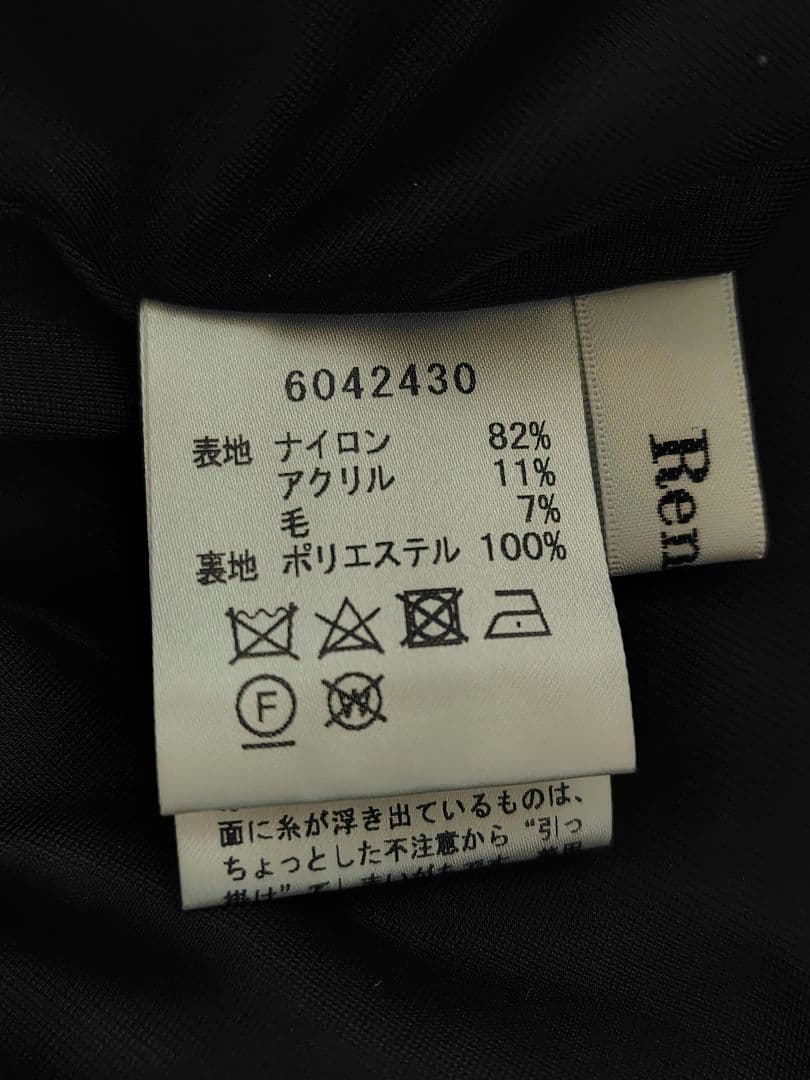 6042430
表地 ナイロン 82%
アクリル 11%
毛 7%
裏地 ポリエステル 100%
F
W
面に糸が浮き出ているものは、
ちょっとした不注意から“引っ
Ren